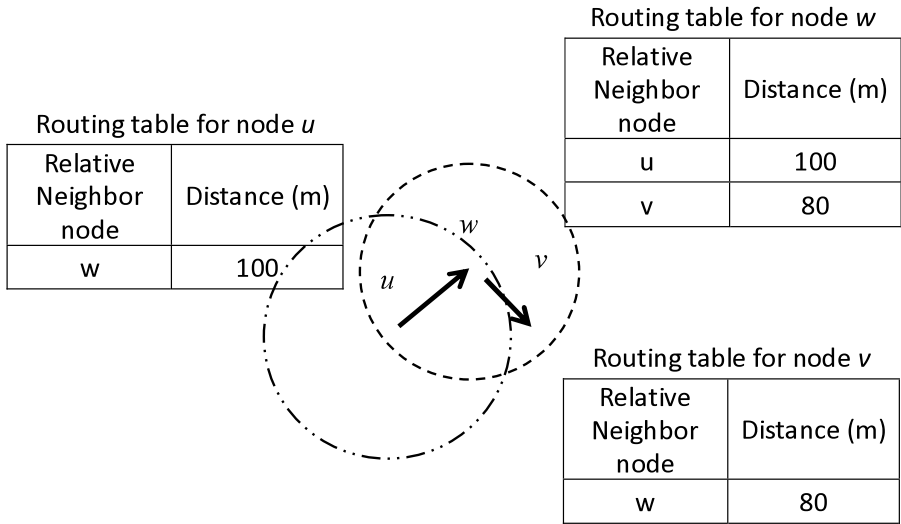 Routing table for node w
Relative
Neighbor
node
Distance (m)
u
100
v
80
Routing table for node u
Relative
Neighbor
node
Distance (m)
w
100
w
v
u
Routing table for node v
Relative
Neighbor
node
Distance (m)
w
80